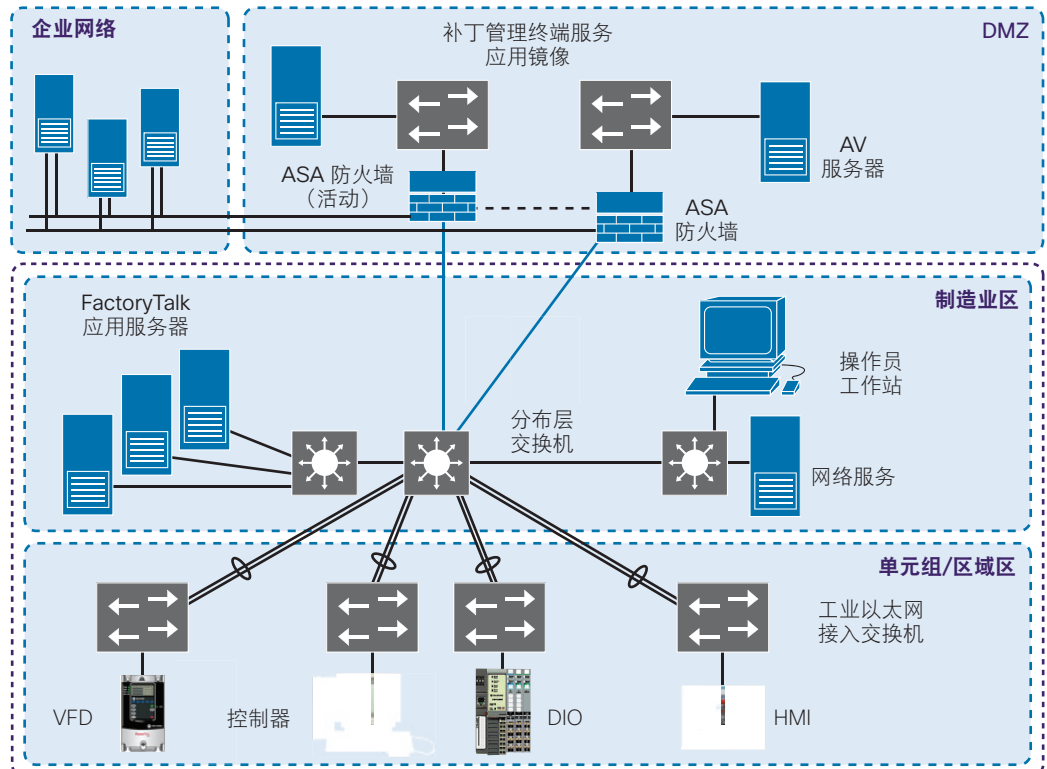 企业网络
补丁管理终端服务
应用镜像
DMZ
ASA 防火墙
（活动）
AV
服务器
ASA
防火墙
FactoryTalk
应用服务器
制造业区
操作员
工作站
分布层
交换机
网络服务
单元组/区域区
工业以太网
接入交换机
VFD
控制器
DIO
HMI